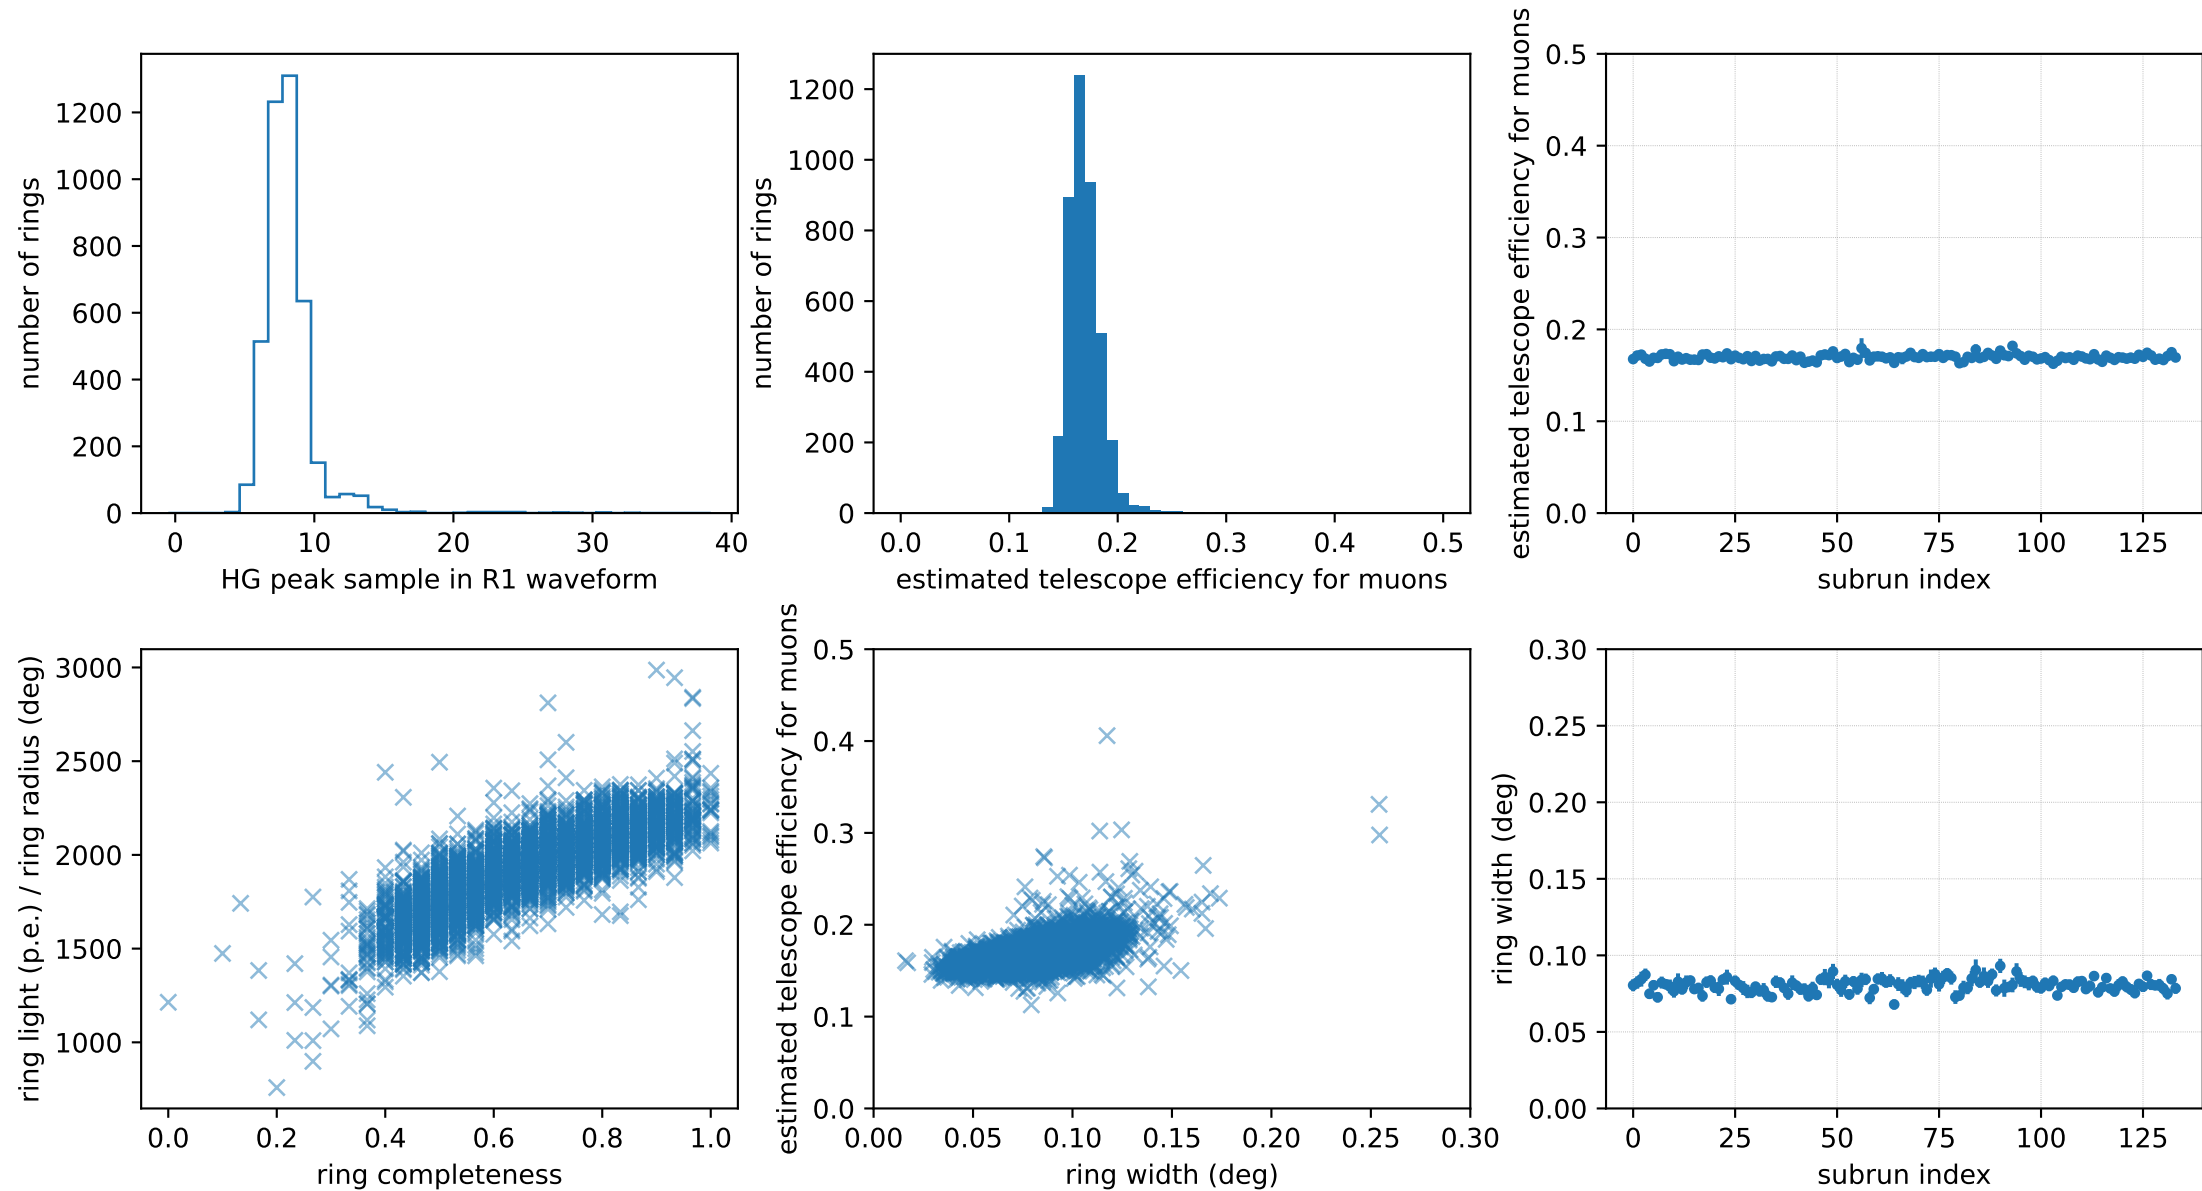 number of rings
1200
1000
800
600
400
200
0
0 10 20 30 40
HG peak sample in R1 waveform
number of rings
1200
1000
800
600
400
200
0
0.0 0.1 0.2 0.3 0.4 0.5
estimated telescope efficiency for muons
estimated telescope efficiency for muons
0.5
0.4
0.3
0.2
0.1
0.0
0 25 50 75 100 125
subrun index
ring light (p.e.) / ring radius (deg)
3000
2500
2000
1500
1000
0.0 0.2 0.4 0.6 0.8 1.0
ring completeness
estimated telescope efficiency for muons
0.5
0.4
0.3
0.2
0.1
0.0
0.00 0.05 0.10 0.15 0.20 0.25 0.30
ring width (deg)
ring width (deg)
0.30
0.25
0.20
0.15
0.10
0.05
0.00
0 25 50 75 100 125
subrun index